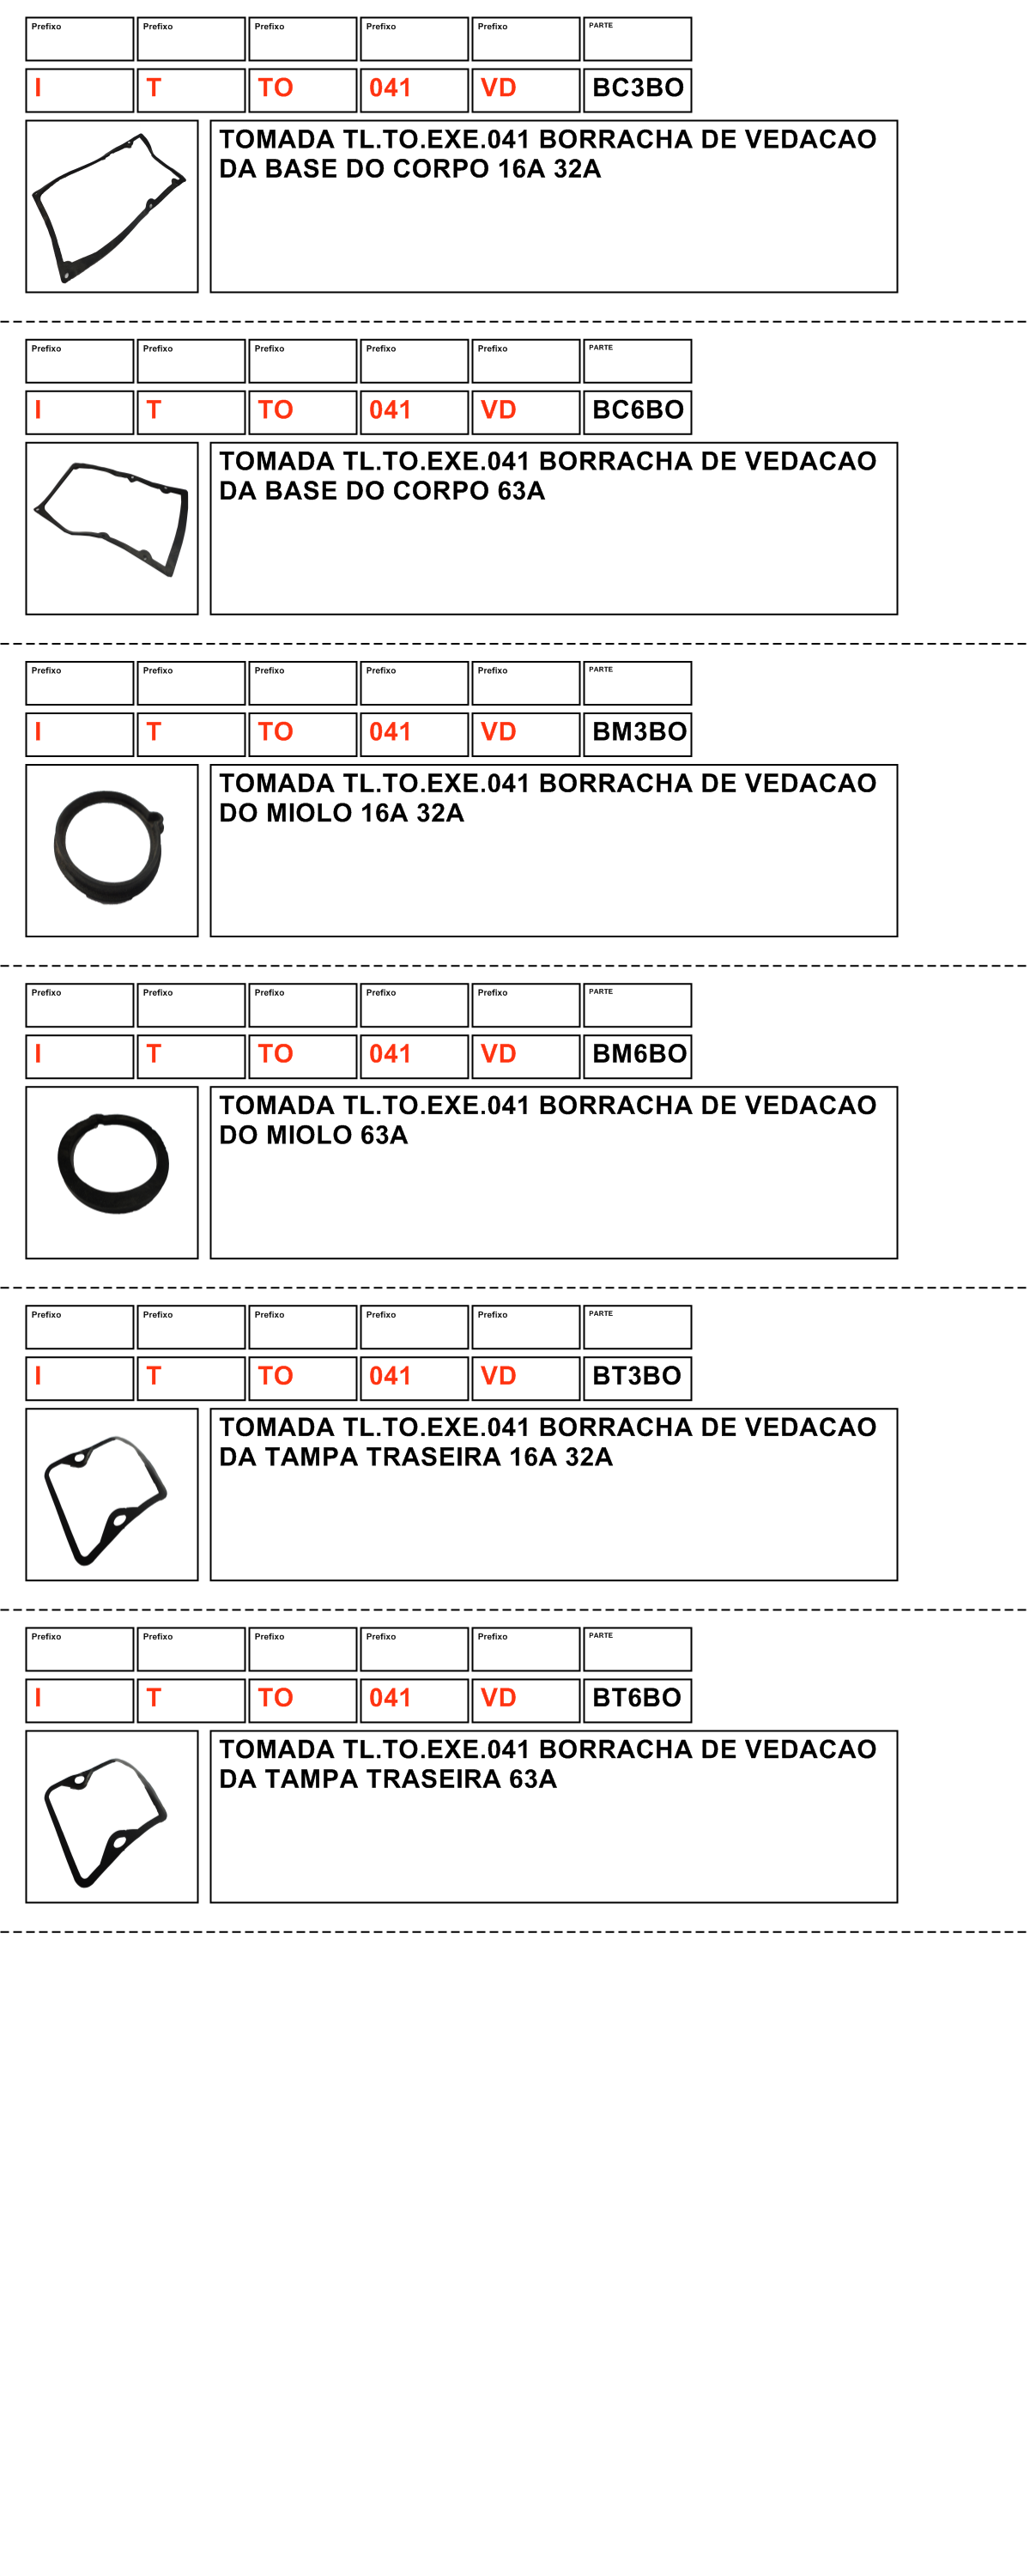 Prefixo Prefixo Prefixo Prefixo Prefixo PARTE
I T TO 041 VD BC3BO
TOMADA TL.TO.EXE.041 BORRACHA DE VEDACAO
DA BASE DO CORPO 16A 32A
Prefixo Prefixo Prefixo Prefixo Prefixo PARTE
I T TO 041 VD BC6BO
TOMADA TL.TO.EXE.041 BORRACHA DE VEDACAO
DA BASE DO CORPO 63A
Prefixo Prefixo Prefixo Prefixo Prefixo PARTE
I T TO 041 VD BM3BO
TOMADA TL.TO.EXE.041 BORRACHA DE VEDACAO
DO MIOLO 16A 32A
Prefixo Prefixo Prefixo Prefixo Prefixo PARTE
I T TO 041 VD BM6BO
TOMADA TL.TO.EXE.041 BORRACHA DE VEDACAO
DO MIOLO 63A
Prefixo Prefixo Prefixo Prefixo Prefixo PARTE
I T TO 041 VD BT3BO
TOMADA TL.TO.EXE.041 BORRACHA DE VEDACAO
DA TAMPA TRASEIRA 16A 32A
Prefixo Prefixo Prefixo Prefixo Prefixo PARTE
I T TO 041 VD BT6BO
TOMADA TL.TO.EXE.041 BORRACHA DE VEDACAO
DA TAMPA TRASEIRA 63A